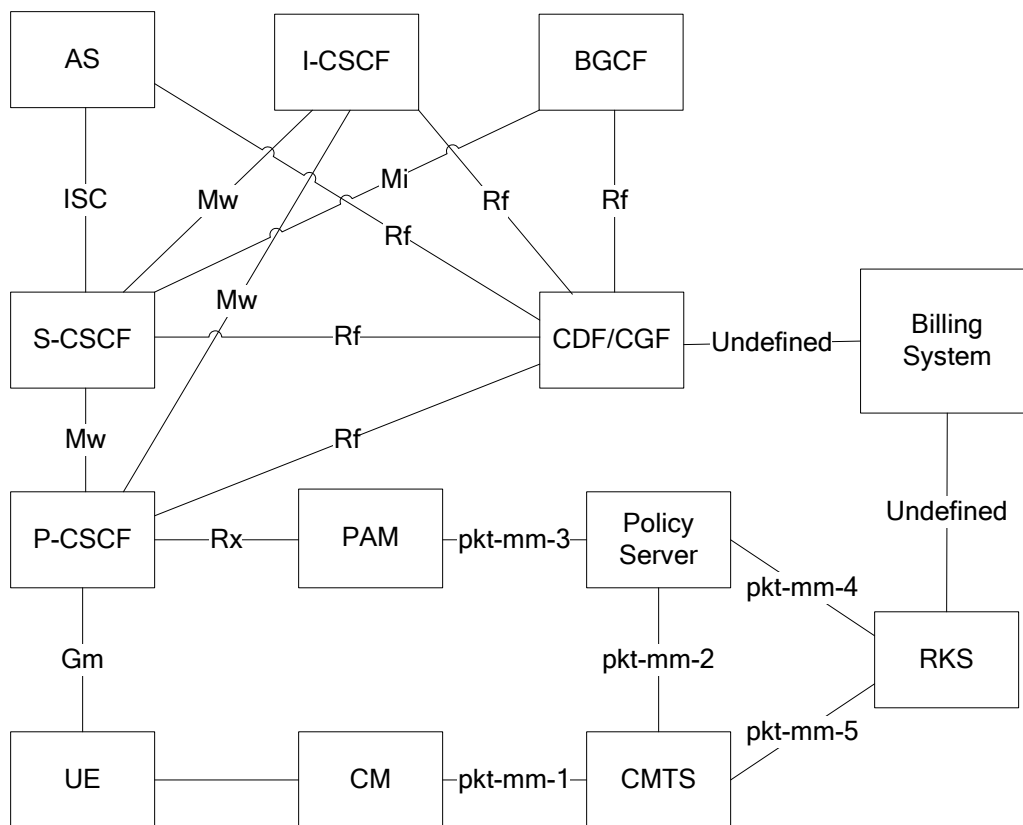 AS
I-CSCF
BGCF
ISC
Mw
Mi
Rf
Rf
Rf
Mw
S-CSCF
Rf
CDF/CGF
Undefined
Billing
System
Mw
Rf
Undefined
P-CSCF
Rx
PAM
pkt-mm-3
Policy
Server
pkt-mm-4
Gm
pkt-mm-2
RKS
pkt-mm-5
UE
CM
pkt-mm-1
CMTS